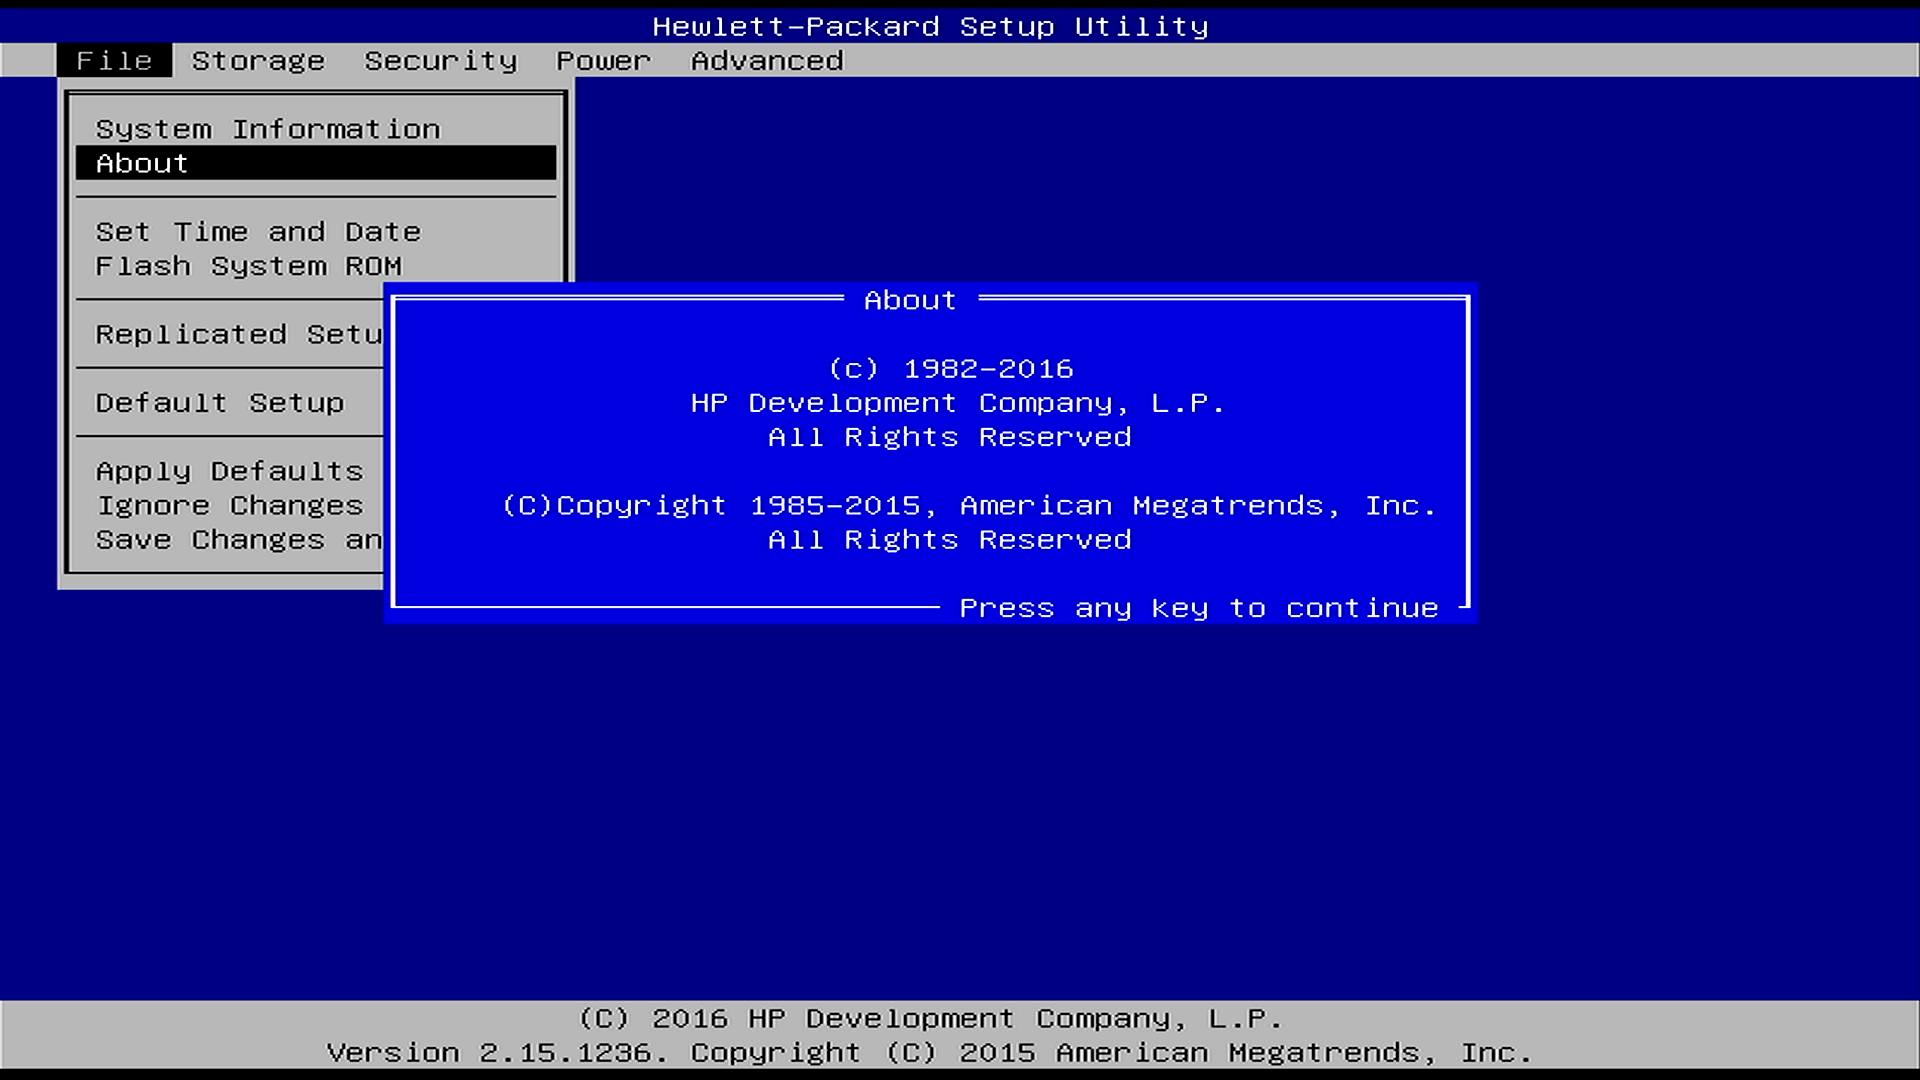 Hewlett-Packard Setup Utility
File Storage Security Power Advanced
System Information
About
Set Time and Date
Flash System ROM
Replicated Setu
Default Setup
Apply Defaults
Ignore Changes
Save Changes an
About
(c) 1982-2016
HP Development Company, L.P.
All Rights Reserved
(C)Copyright 1985-2015, American Megatrends, Inc.
All Rights Reserved
Press any key to continue
(C) 2016 HP Development Company, L.P.
Version 2.15.1236. Copyright (C) 2015 American Megatrends, Inc.